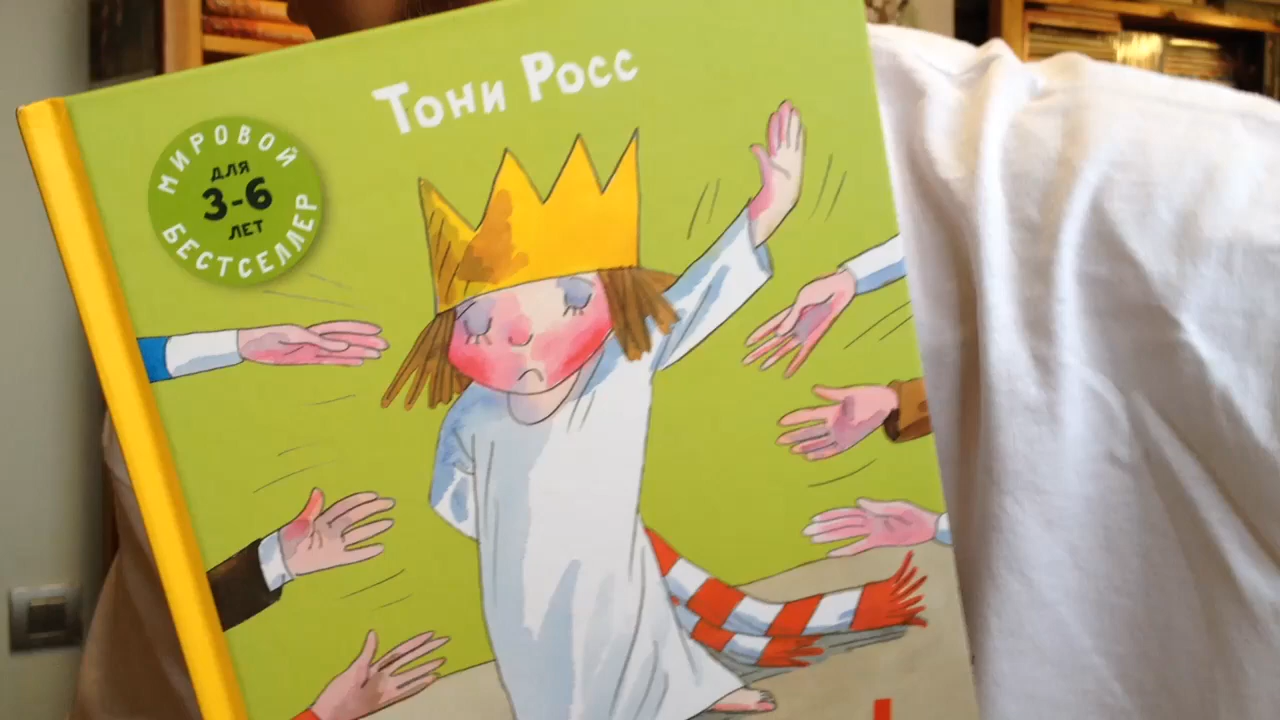 Тони Росс
МИРОВОЙ
для
3-6
лет
БЕСТСЕЛЛЕР